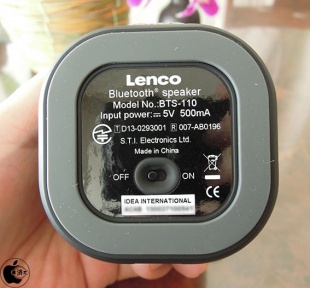 Lenco
Bluetooth® speaker
Model No.:BTS-110
Input power:⎓5V 500mA
T D13-0293001 R 007-AB0196
S.T.I. Electronics Ltd.
Made in China
OFF ON
IDEA INTERNATIONAL